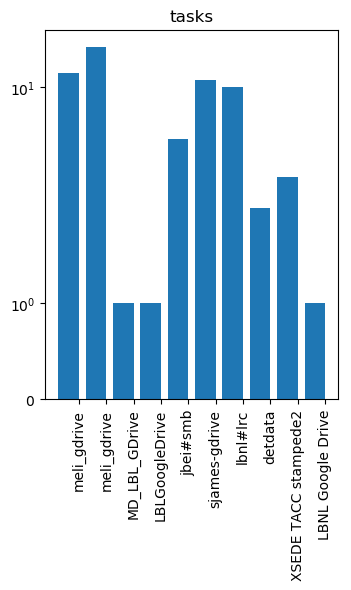 tasks
10¹
10⁰
0
meli_gdrive
meli_gdrive
MD_LBL_GDrive
LBLGoogleDrive
jbei#smb
sjames-gdrive
lbnl#lrc
detdata
XSEDE TACC stampede2
LBNL Google Drive